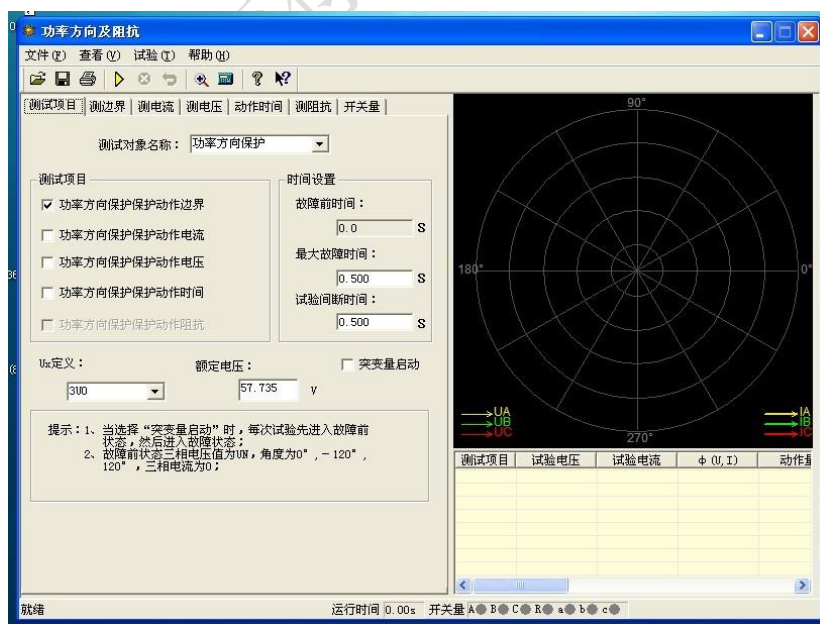 功率方向及阻抗
文件(F) 查看(V) 试验(T) 帮助(H)
测试项目 测边界 测电流 测电压 动作时间 测阻抗 开关量
测试对象名称: 功率方向保护
测试项目
功率方向保护保护动作边界
功率方向保护保护动作电流
功率方向保护保护动作电压
功率方向保护保护动作时间
功率方向保护保护动作阻抗
时间设置
故障前时间:
0.0 S
最大故障时间:
0.500 S
试验间断时间:
0.500 S
Ux定义:
3U0
额定电压:
57.735 V
突变量启动
提示:1、当选择“突变量启动”时,每次试验先进入故障前
状态,然后进入故障状态;
2、故障前状态三相电压值为UN,角度为0°,-120°,
120°,三相电流为0;
90°
180° 0°
270°
UA IA
UB IB
UC IC
测试项目 试验电压 试验电流 φ(U,I) 动作量
就绪 运行时间 0.00s 开关量 A B C R a b c